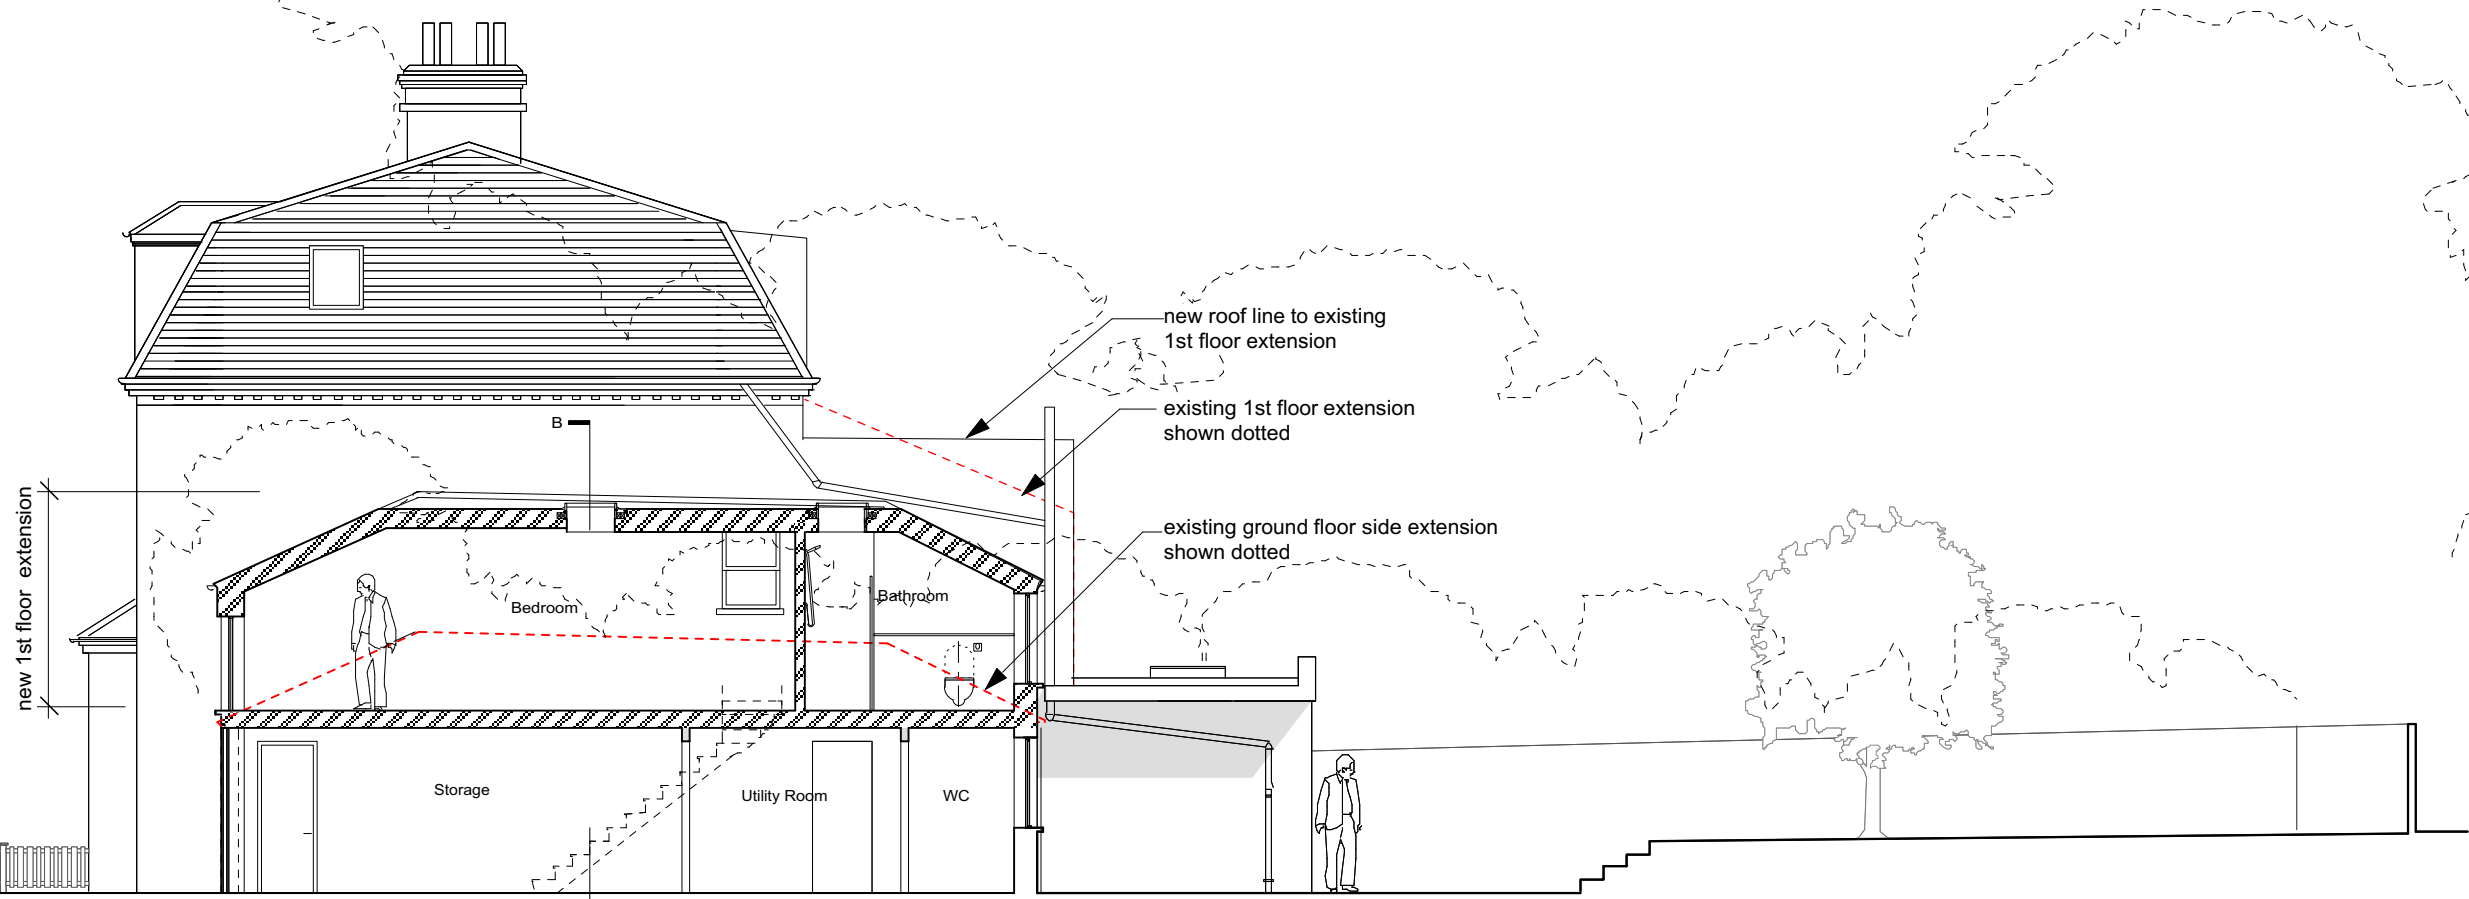 new roof line to existing
1st floor extension
existing 1st floor extension
shown dotted
B
new 1st floor  extension
existing ground floor side extension
shown dotted
Bedroom
Bathroom
Storage
Utility Room
WC